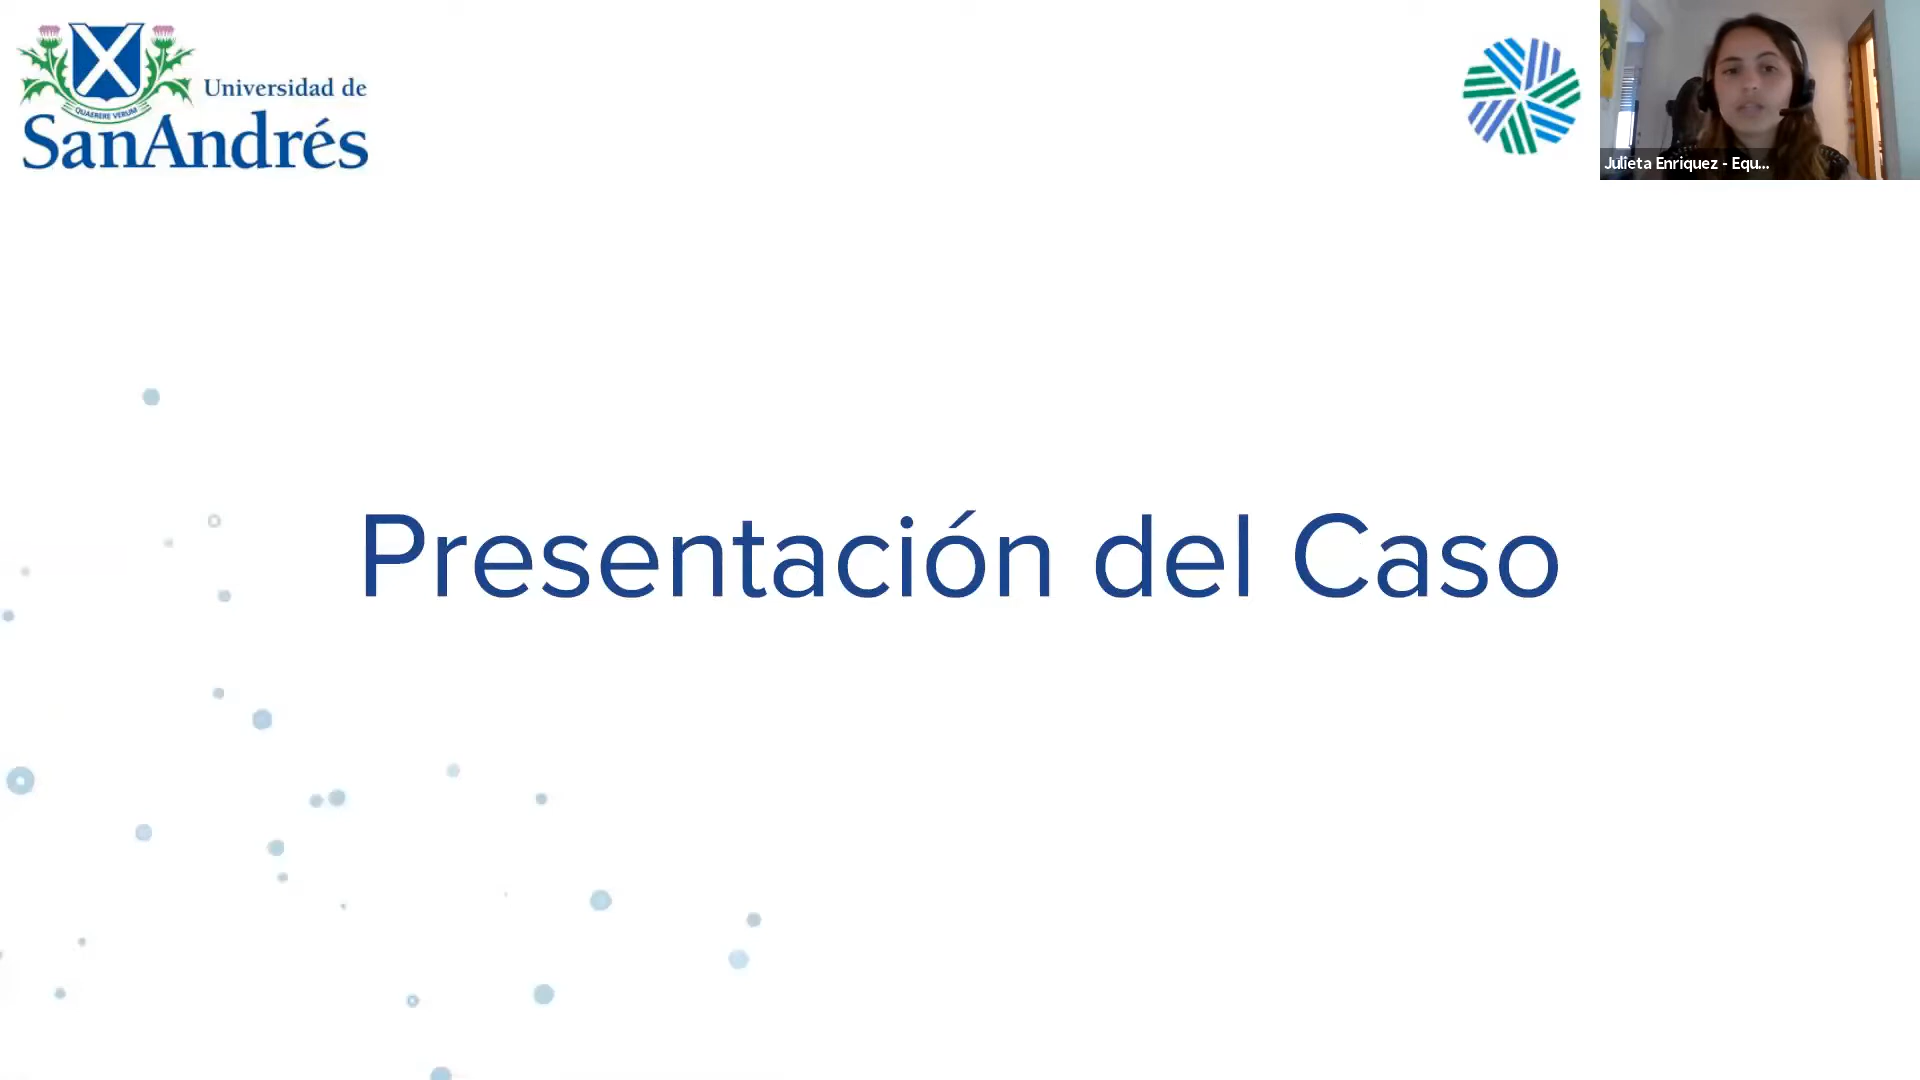 QUAERERE VERUM
Universidad de
SanAndrés
Julieta Enriquez - Equ...
Presentación del Caso